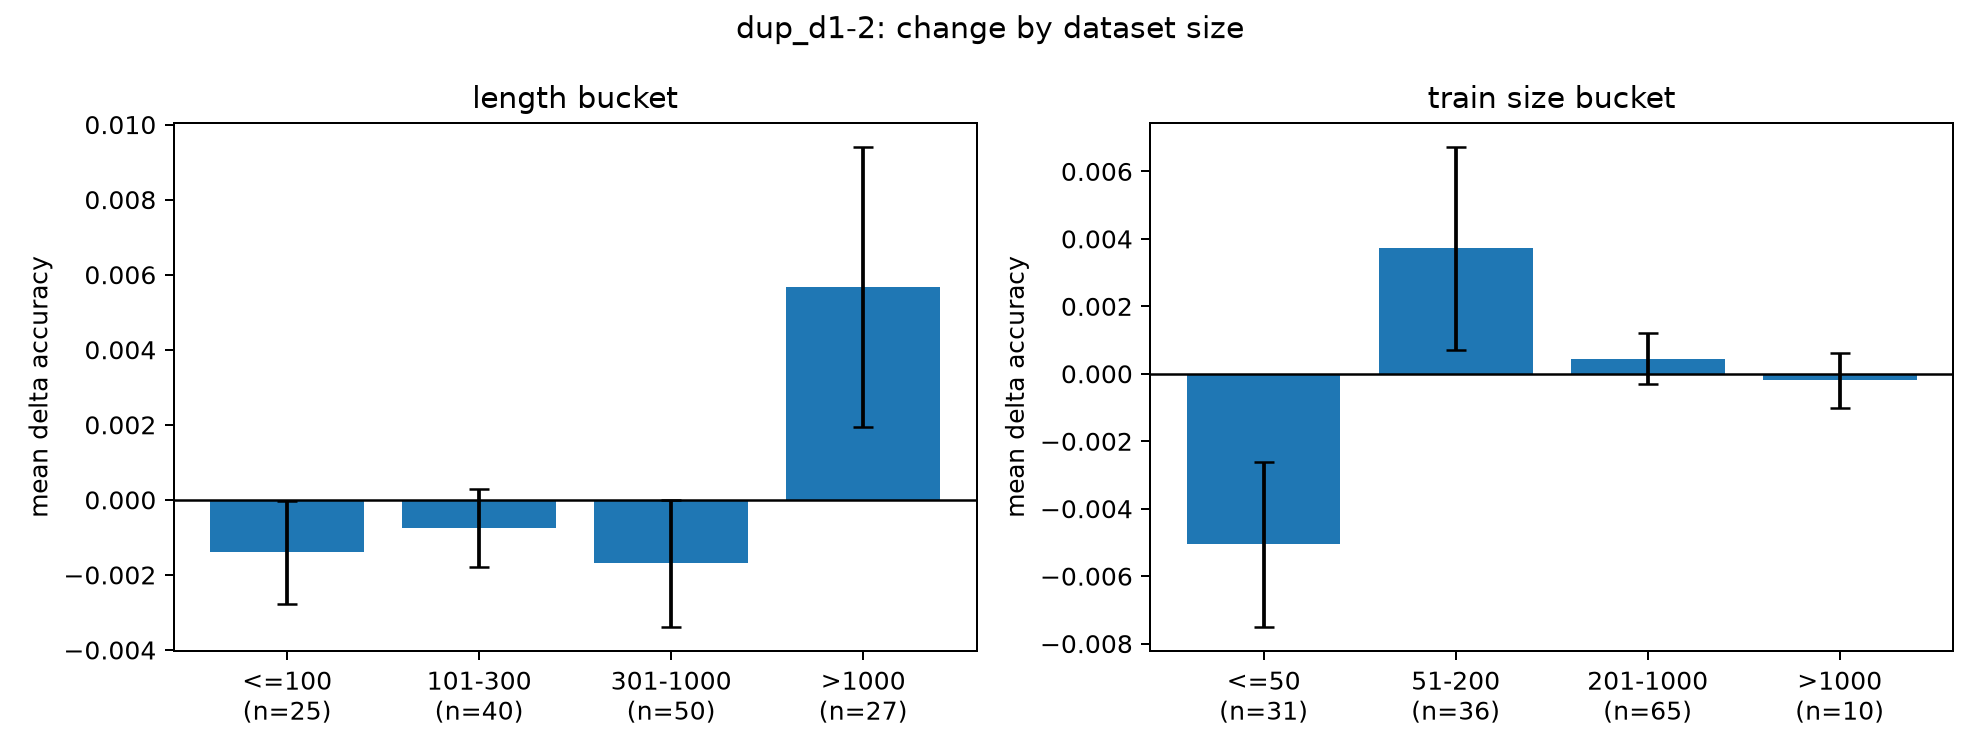 dup_d1-2: change by dataset size
length bucket
mean delta accuracy
0.010
0.008
0.006
0.004
0.002
0.000
−0.002
−0.004
<=100 101-300 301-1000 >1000
(n=25) (n=40) (n=50) (n=27)
train size bucket
mean delta accuracy
0.006
0.004
0.002
0.000
−0.002
−0.004
−0.006
−0.008
<=50 51-200 201-1000 >1000
(n=31) (n=36) (n=65) (n=10)